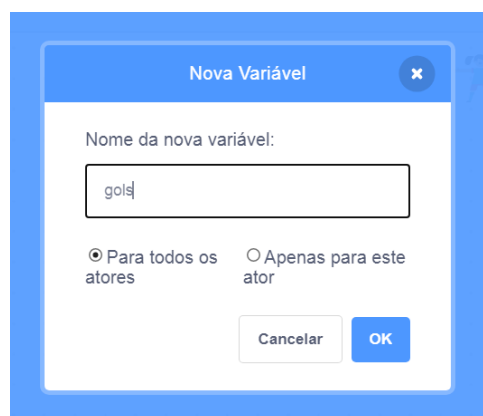 Nova Variável
Nome da nova variável:
gols
Para todos os
atores
Apenas para este
ator
Cancelar
OK